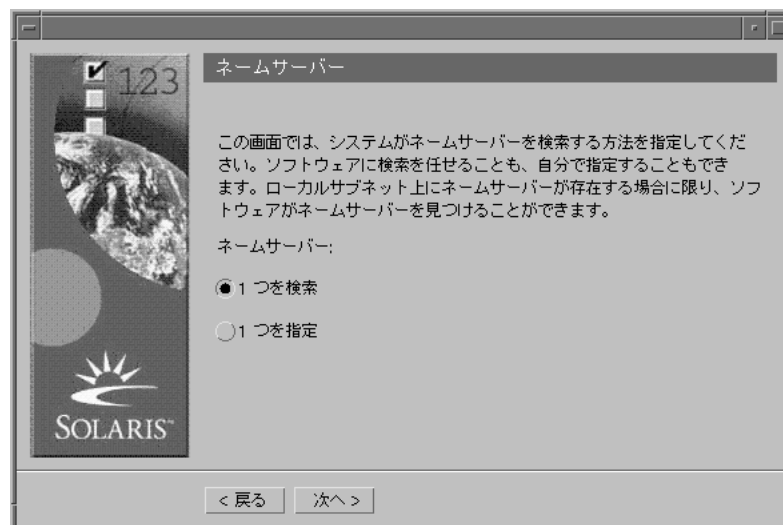 123
ネームサーバー
この画面では、システムがネームサーバーを検索する方法を指定してくだ
さい。ソフトウェアに検索を任せることも、自分で指定することもでき
ます。ローカルサブネット上にネームサーバーが存在する場合に限り、ソフ
トウェアがネームサーバーを見つけることができます。
ネームサーバー:
1 つを検索
1 つを指定
SOLARIS™
< 戻る 次へ >